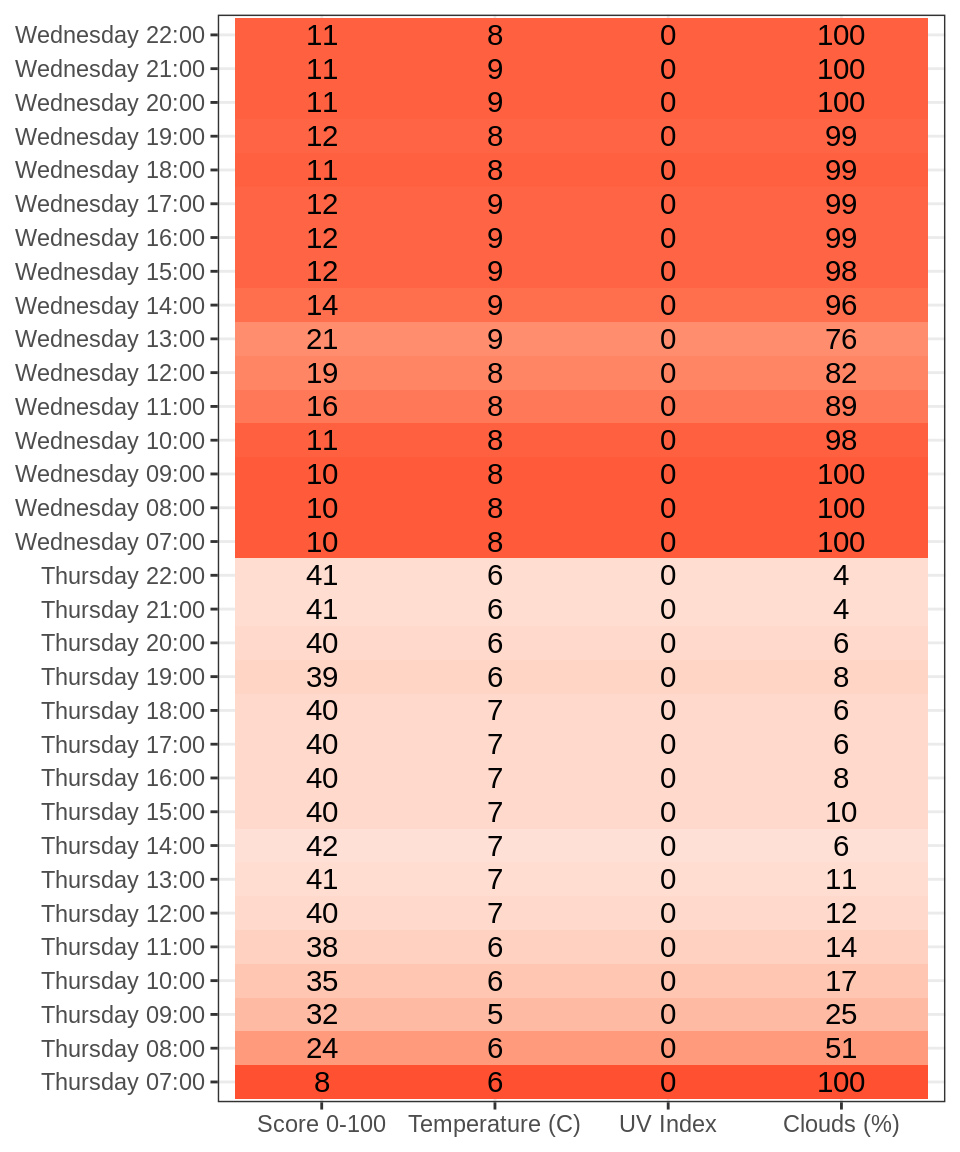 Wednesday 22:00 11 8 0 100
Wednesday 21:00 11 9 0 100
Wednesday 20:00 11 9 0 100
Wednesday 19:00 12 8 0 99
Wednesday 18:00 11 8 0 99
Wednesday 17:00 12 9 0 99
Wednesday 16:00 12 9 0 99
Wednesday 15:00 12 9 0 98
Wednesday 14:00 14 9 0 96
Wednesday 13:00 21 9 0 76
Wednesday 12:00 19 8 0 82
Wednesday 11:00 16 8 0 89
Wednesday 10:00 11 8 0 98
Wednesday 09:00 10 8 0 100
Wednesday 08:00 10 8 0 100
Wednesday 07:00 10 8 0 100
Thursday 22:00 41 6 0 4
Thursday 21:00 41 6 0 4
Thursday 20:00 40 6 0 6
Thursday 19:00 39 6 0 8
Thursday 18:00 40 7 0 6
Thursday 17:00 40 7 0 6
Thursday 16:00 40 7 0 8
Thursday 15:00 40 7 0 10
Thursday 14:00 42 7 0 6
Thursday 13:00 41 7 0 11
Thursday 12:00 40 7 0 12
Thursday 11:00 38 6 0 14
Thursday 10:00 35 6 0 17
Thursday 09:00 32 5 0 25
Thursday 08:00 24 6 0 51
Thursday 07:00 8 6 0 100
Score 0-100 Temperature (C) UV Index Clouds (%)